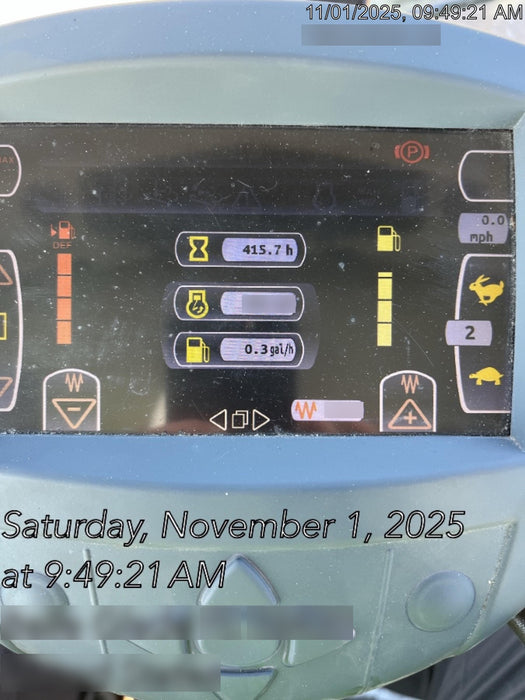 11/01/2025, 09:49:21 AM
MAX
P
0.0
mph
DEF
415.7 h
2
0.3 gal/h
Saturday, November 1, 2025
at 9:49:21 AM